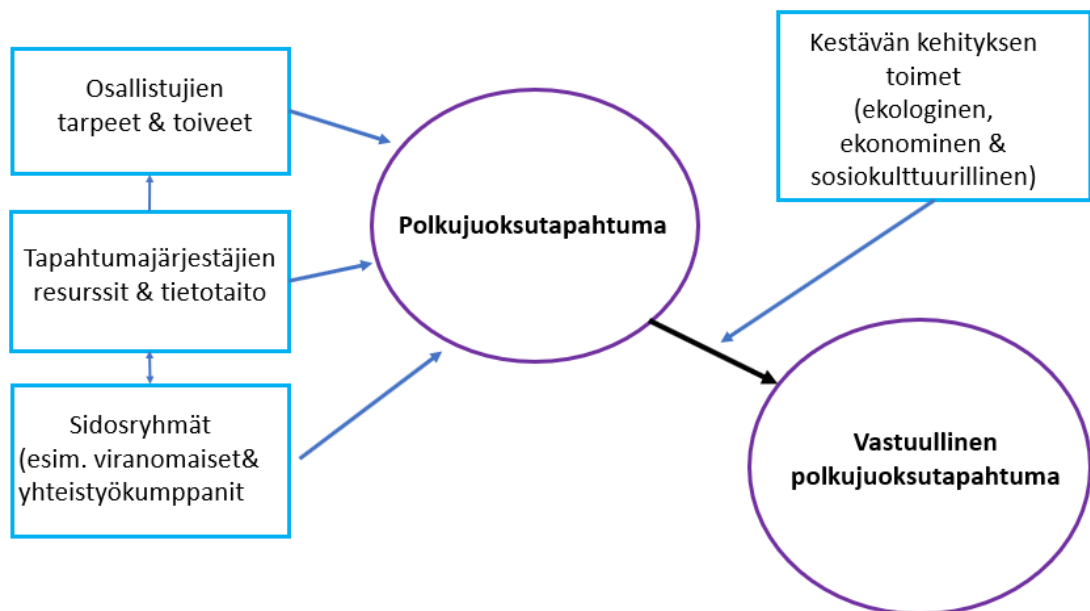 Osallistujien
tarpeet & toiveet
Tapahtumajärjestäjien
resurssit & tietotaito
Sidosryhmät
(esim. viranomaiset&
yhteistyökumppanit
Polkujuoksutapahtuma
Kestävän kehityksen
toimet
(ekologinen,
ekonominen &
sosiokulttuurillinen)
Vastuullinen
polkujuoksutapahtuma